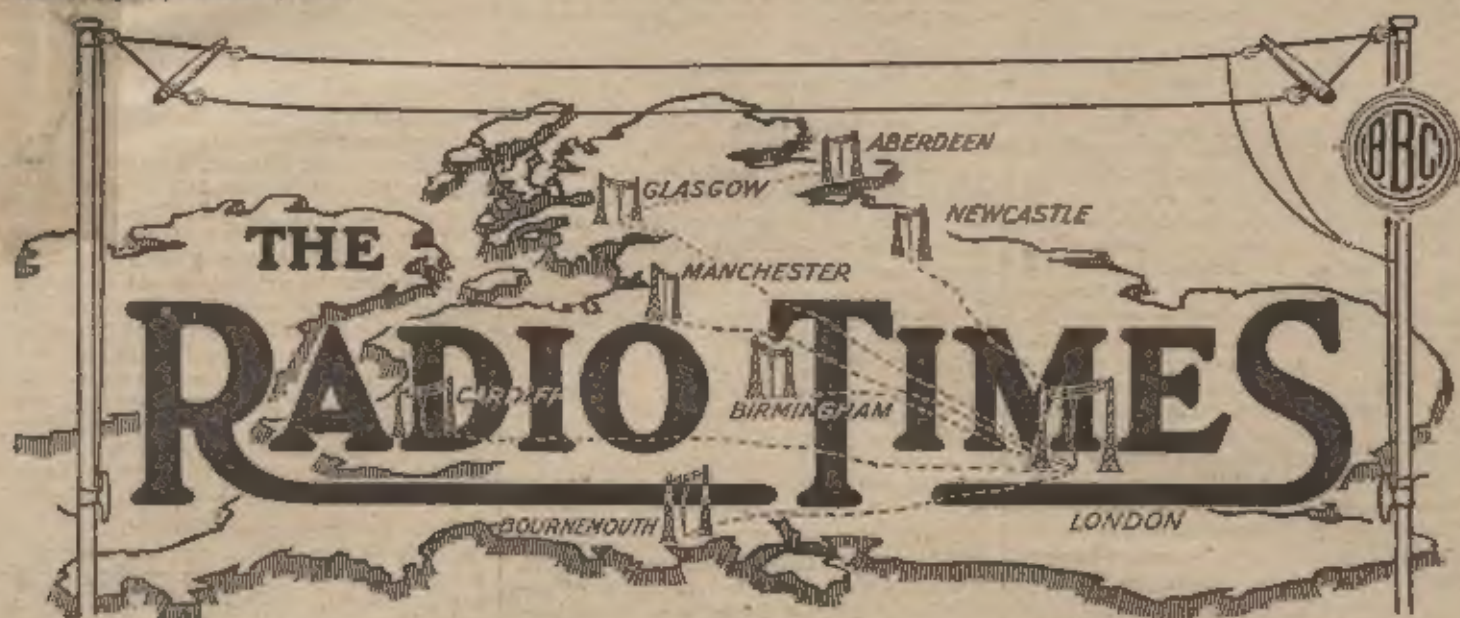 ABERDEEN
BBC
GLASGOW
NEWCASTLE
THE
MANCHESTER
RADIO TIMES
CARDIFF
BIRMINGHAM
BOURNEMOUTH
LONDON